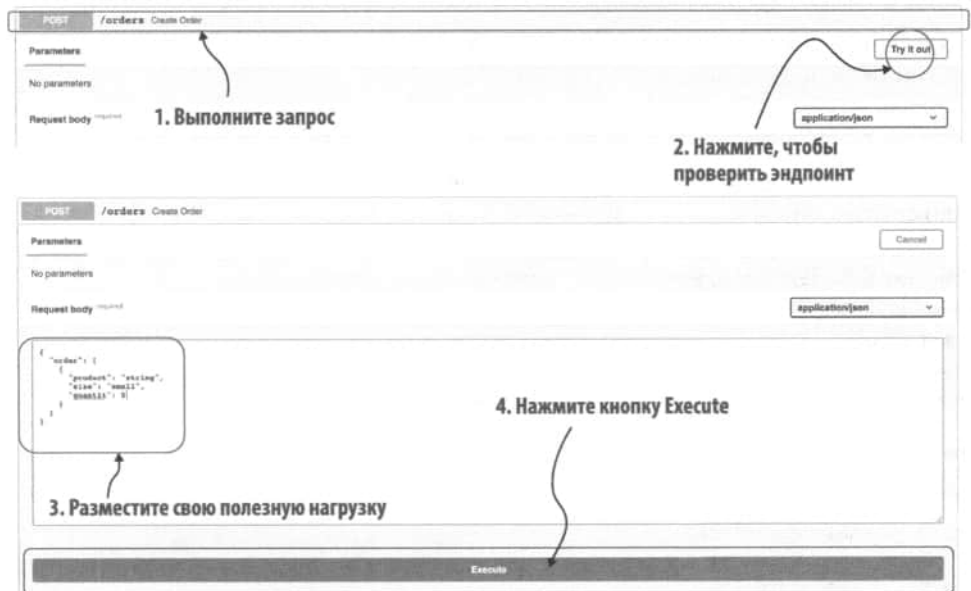 POST /orders Create Order
Parameters
Try it out
No parameters
Request body required
1. Выполните запрос
application/json
2. Нажмите, чтобы
проверить эндпоинт
POST /orders Create Order
Parameters
Cancel
No parameters
Request body required
application/json
{
"order": [
{
"product": "string",
"size": "small",
"quantit": 0
}
]
}
4. Нажмите кнопку Execute
3. Разместите свою полезную нагрузку
Execute